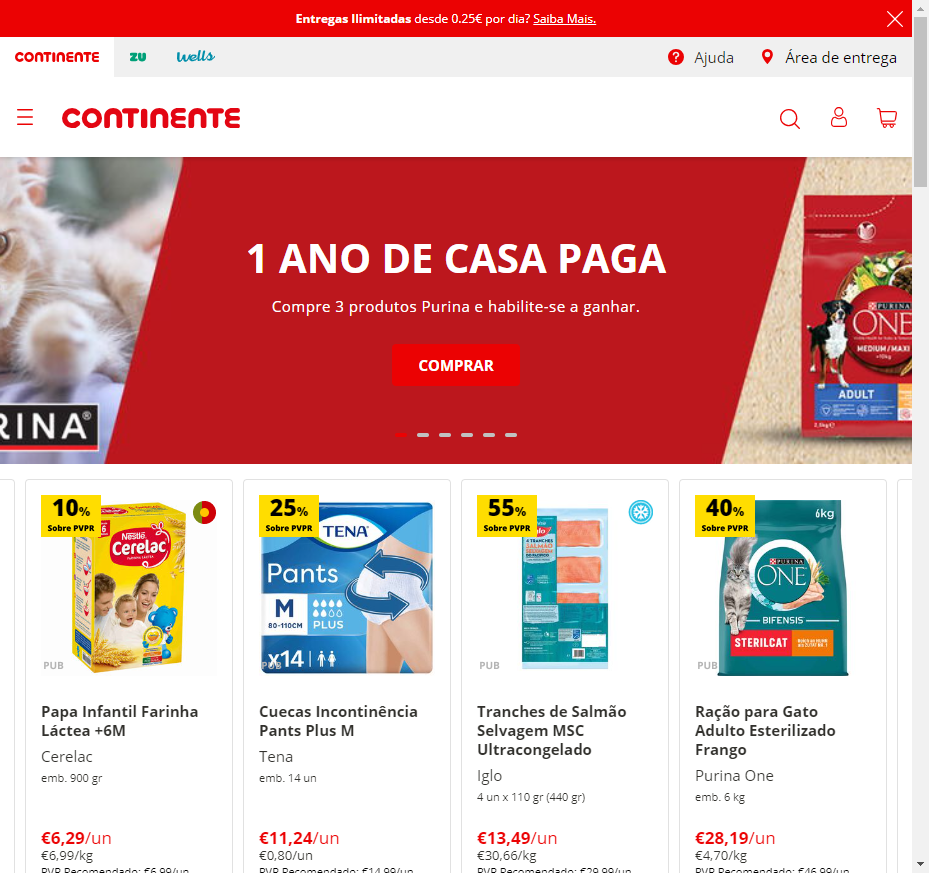 Entregas Ilimitadas desde 0.25€ por dia? Saiba Mais.
CONTINENTE
ZU
wells
Ajuda
Área de entrega
CONTINENTE
1 ANO DE CASA PAGA
Compre 3 produtos Purina e habilite-se a ganhar.
COMPRAR
RINA®
PURINA
ONE
MEDIUM/MAXI
ADULT
10%
Sobre PVPR
Nestlé
Cerelac
PUB
25%
Sobre PVPR
TENA
Pants
M
80-110CM
PLUS
x14
PUB
55%
Sobre PVPR
Iglo
4 TRANCHES
SALMÃO
SELVAGEM
PUB
40%
Sobre PVPR
6kg
PURINA
ONE
BIFENSIS
STERILCAT
PUB
Papa Infantil Farinha
Láctea +6M
Cerelac
emb. 900 gr
€6,29/un
€6,99/kg
PVP Recomendado: €6,99/un
Cuecas Incontinência
Pants Plus M
Tena
emb. 14 un
€11,24/un
€0,80/un
PVP Recomendado: €14,99/un
Tranches de Salmão
Selvagem MSC
Ultracongelado
Iglo
4 un x 110 gr (440 gr)
€13,49/un
€30,66/kg
PVP Recomendado: €29,99/un
Ração para Gato
Adulto Esterilizado
Frango
Purina One
emb. 6 kg
€28,19/un
€4,70/kg
PVP Recomendado: €46,99/un